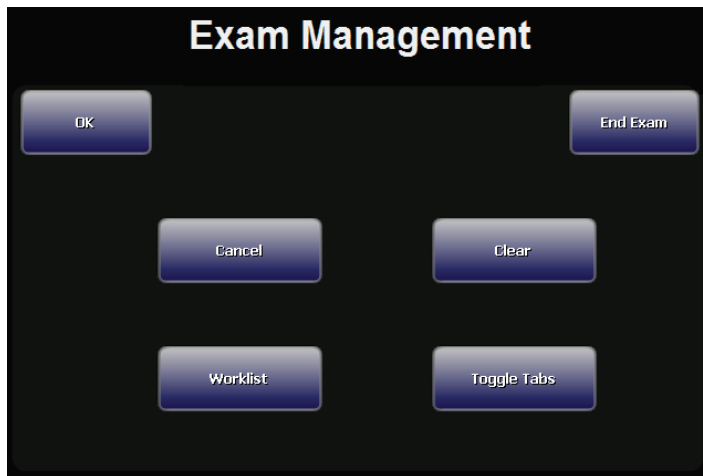 Exam Management
OK
End Exam
Cancel
Clear
Worklist
Toggle Tabs